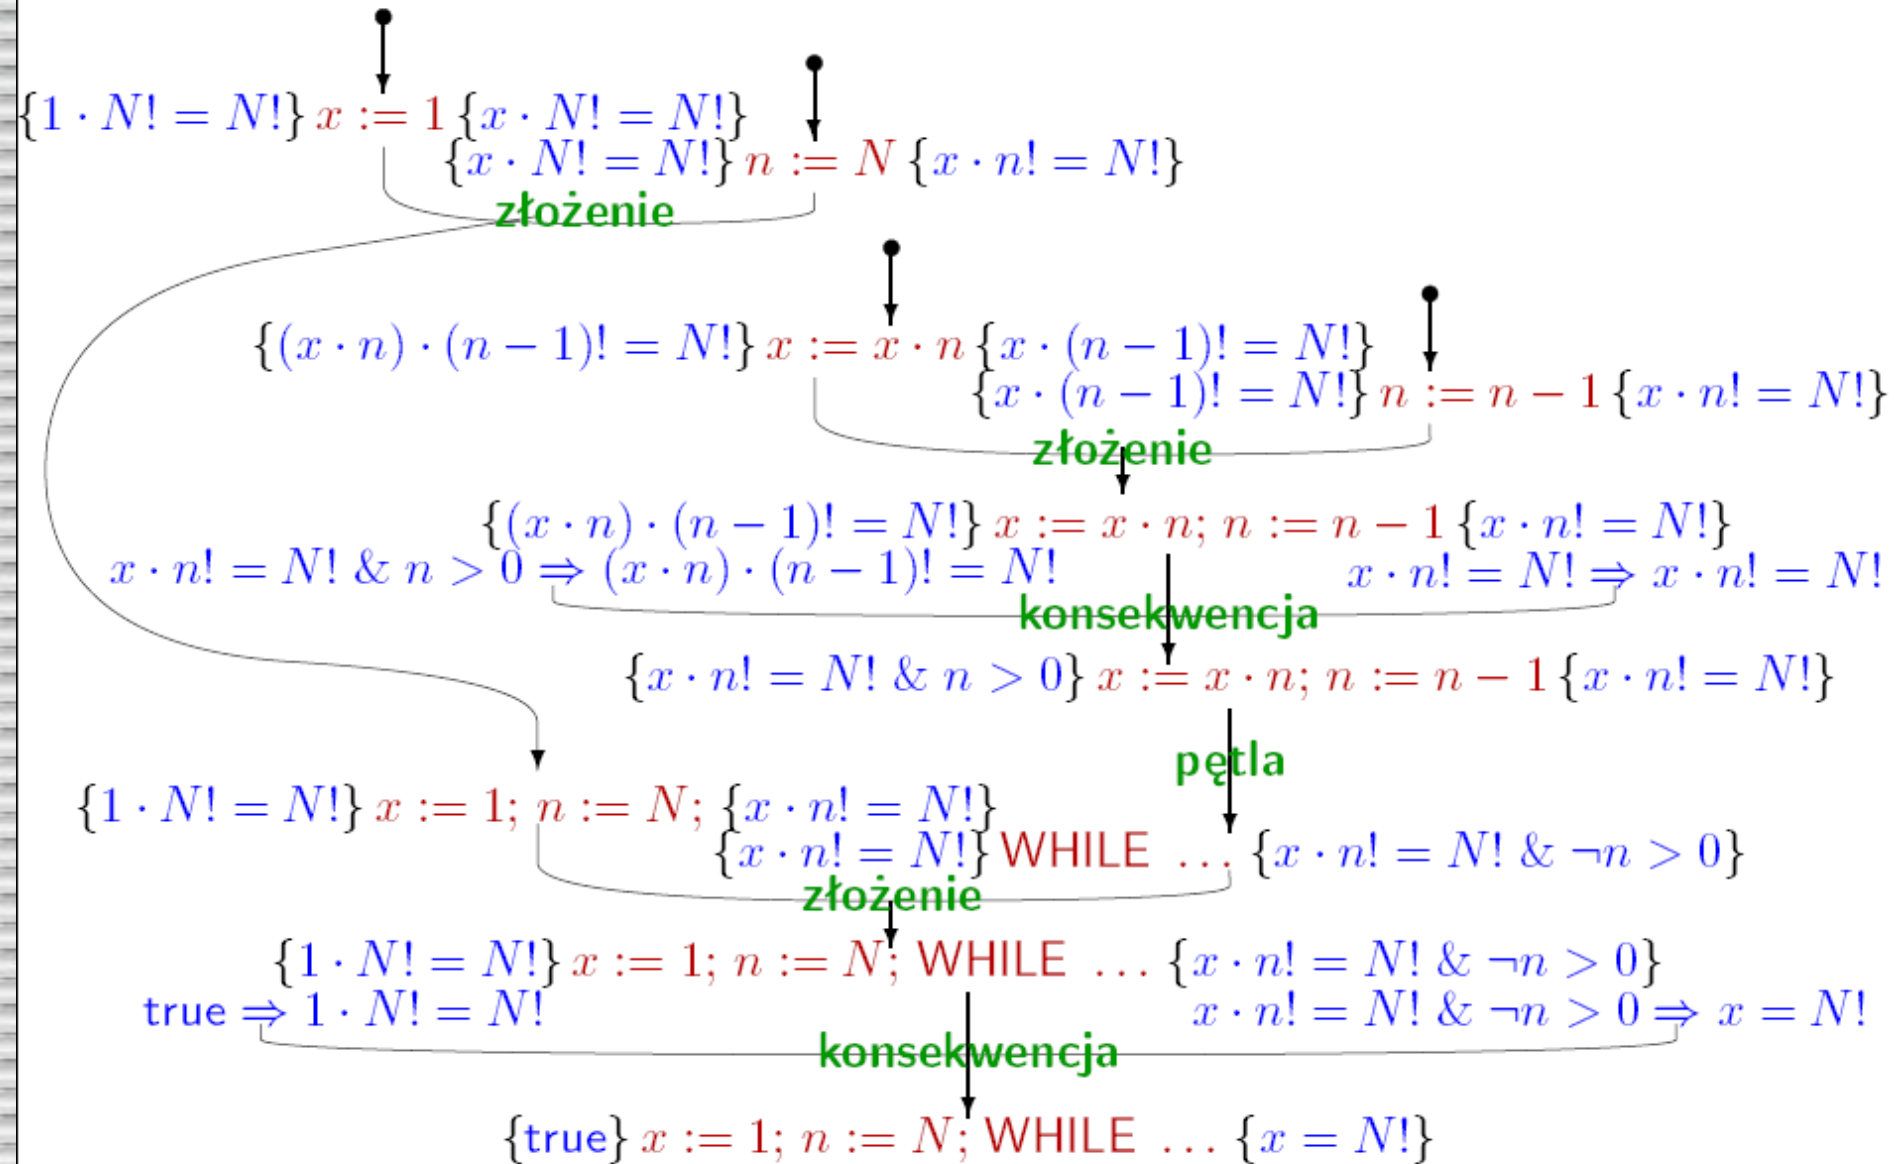 {1 · N! = N!} x := 1 {x · N! = N!}
{x · N! = N!} n := N {x · n! = N!}
złożenie
{(x · n) · (n − 1)! = N!} x := x · n {x · (n − 1)! = N!}
{x · (n − 1)! = N!} n := n − 1 {x · n! = N!}
złożenie
{(x · n) · (n − 1)! = N!} x := x · n; n := n − 1 {x · n! = N!}
x · n! = N! & n > 0 ⇒ (x · n) · (n − 1)! = N! x · n! = N! ⇒ x · n! = N!
konsekwencja
{x · n! = N! & n > 0} x := x · n; n := n − 1 {x · n! = N!}
pętla
{1 · N! = N!} x := 1; n := N; {x · n! = N!}
{x · n! = N!} WHILE ... {x · n! = N! & ¬n > 0}
złożenie
{1 · N! = N!} x := 1; n := N; WHILE ... {x · n! = N! & ¬n > 0}
true ⇒ 1 · N! = N! x · n! = N! & ¬n > 0 ⇒ x = N!
konsekwencja
{true} x := 1; n := N; WHILE ... {x = N!}